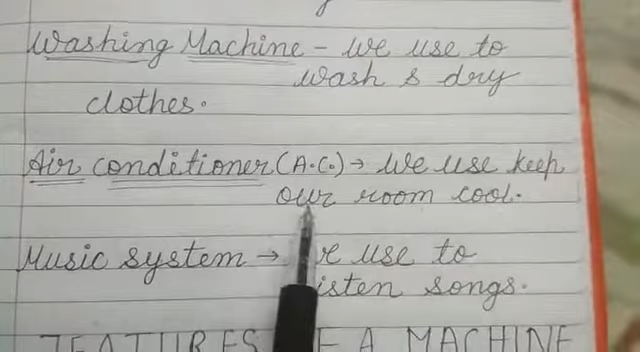 Washing Machine - we use to
wash & dry
clothes.
Air conditioner (A.C.) → we use keep
our room cool.
Music system → use to
songs.
FEATURES A MACHINE